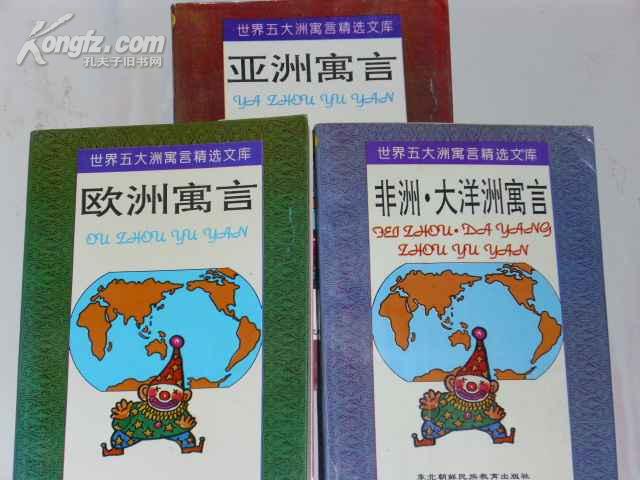 Kongfz.com
孔夫子旧书网
世界五大洲寓言精选文库
亚洲寓言
YA ZHOU YU YAN
世界五大洲寓言精选文库
欧洲寓言
OU ZHOU YU YAN
世界五大洲寓言精选文库
非洲·大洋洲寓言
FEI ZHOU·DA YANG
ZHOU YU YAN
东北朝鲜民族教育出版社